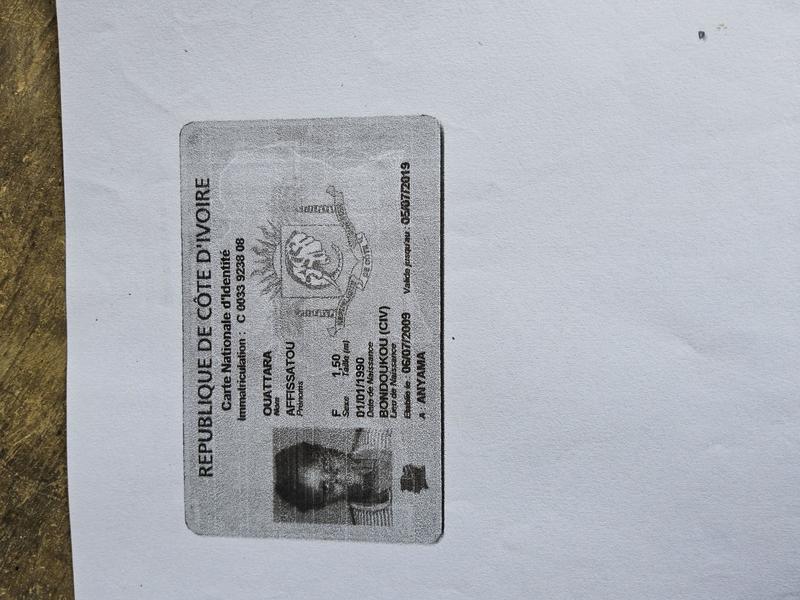 REPUBLIQUE DE CÔTE D'IVOIRE
Carte Nationale d'Identité
Immatriculation : C 0033 9238 08
OUATTARA
Nom
AFFISSATOU
Prénoms
F 1,50
Sexe Taille (m)
01/01/1990
Date de Naissance
BONDOUKOU (CIV)
Lieu de Naissance
Etablie le : 06/07/2009 Valide jusqu'au : 05/07/2019
A : ANYAMA